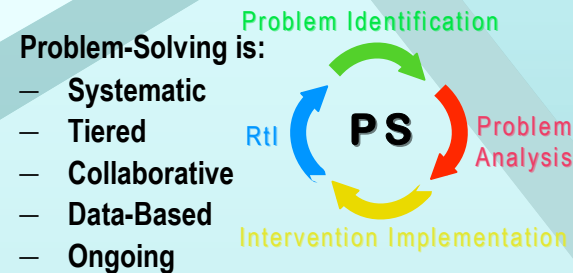 Problem Identification
Problem-Solving is:
— Systematic
— Tiered
— Collaborative
— Data-Based
— Ongoing
PS
RtI
Problem
Analysis
Intervention Implementation